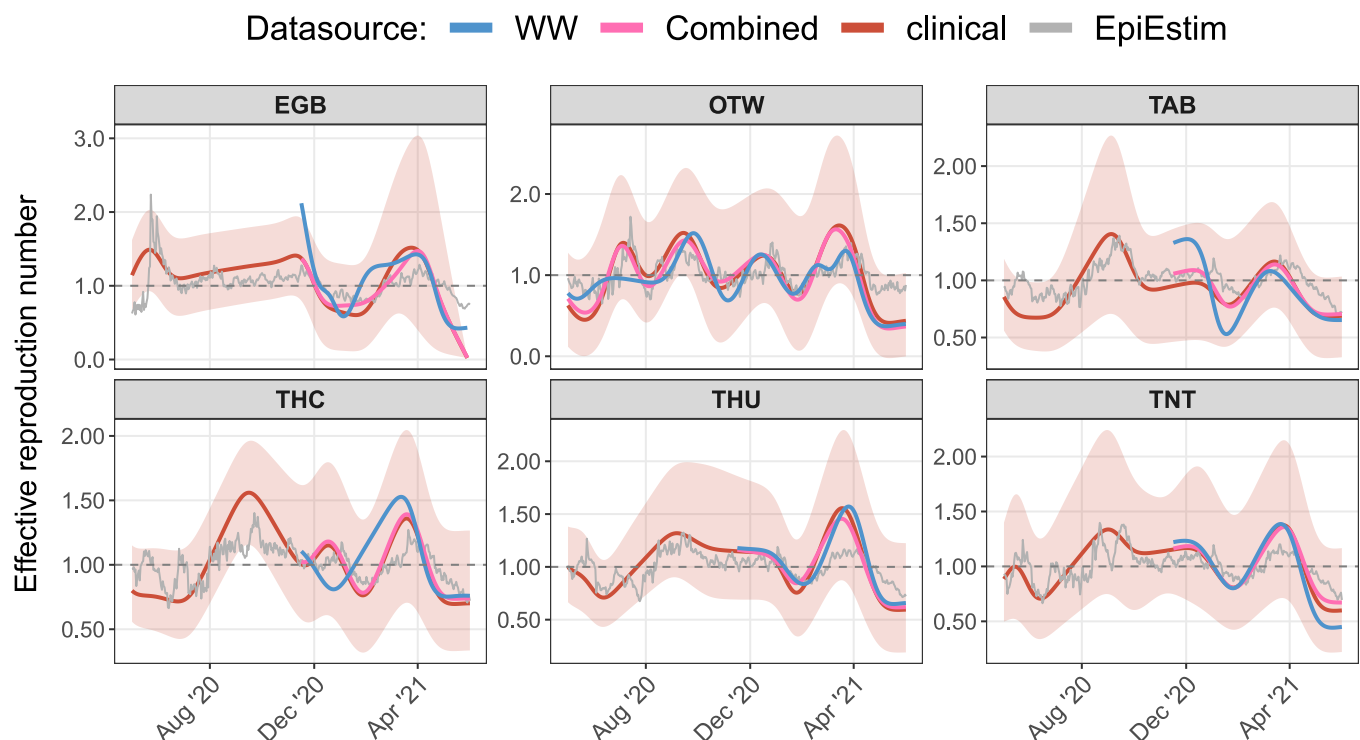 Datasource: WW Combined clinical EpiEstim
Effective reproduction number
EGB
3.0
2.0
1.0
0.0
OTW
2.0
1.0
0.0
TAB
2.00
1.50
1.00
0.50
THC
2.00
1.50
1.00
0.50
Aug '20
Dec '20
Apr '21
THU
2.00
1.50
1.00
0.50
Aug '20
Dec '20
Apr '21
TNT
2.00
1.50
1.00
0.50
Aug '20
Dec '20
Apr '21